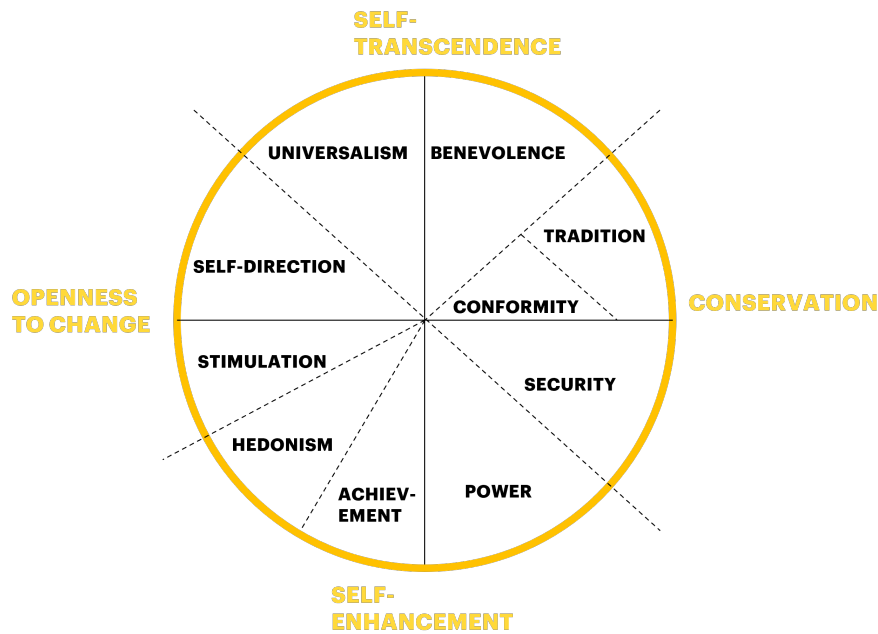 SELF-
TRANSCENDENCE
UNIVERSALISM
BENEVOLENCE
TRADITION
SELF-DIRECTION
OPENNESS
TO CHANGE
CONFORMITY
CONSERVATION
STIMULATION
SECURITY
HEDONISM
ACHIEV-
EMENT
POWER
SELF-
ENHANCEMENT